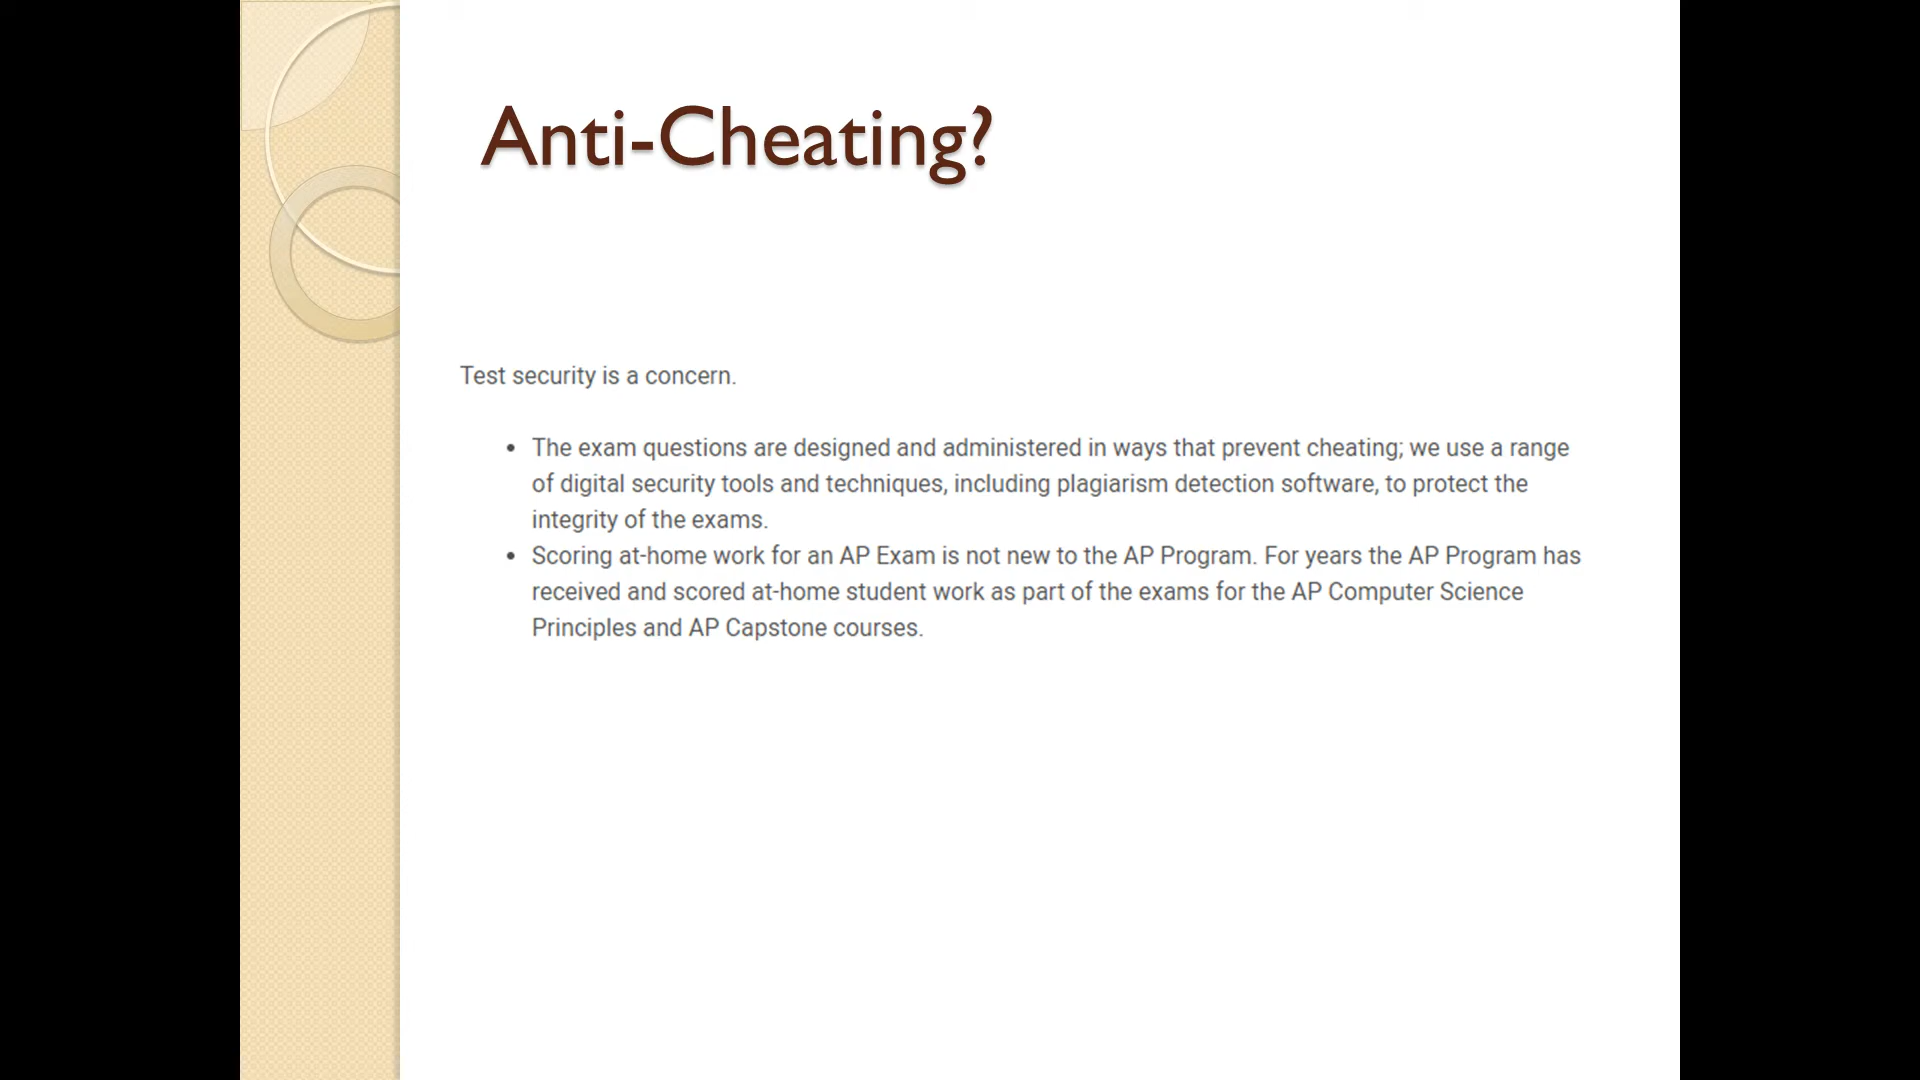 Anti-Cheating?
Test security is a concern.
• The exam questions are designed and administered in ways that prevent cheating; we use a range
of digital security tools and techniques, including plagiarism detection software, to protect the
integrity of the exams.
• Scoring at-home work for an AP Exam is not new to the AP Program. For years the AP Program has
received and scored at-home student work as part of the exams for the AP Computer Science
Principles and AP Capstone courses.